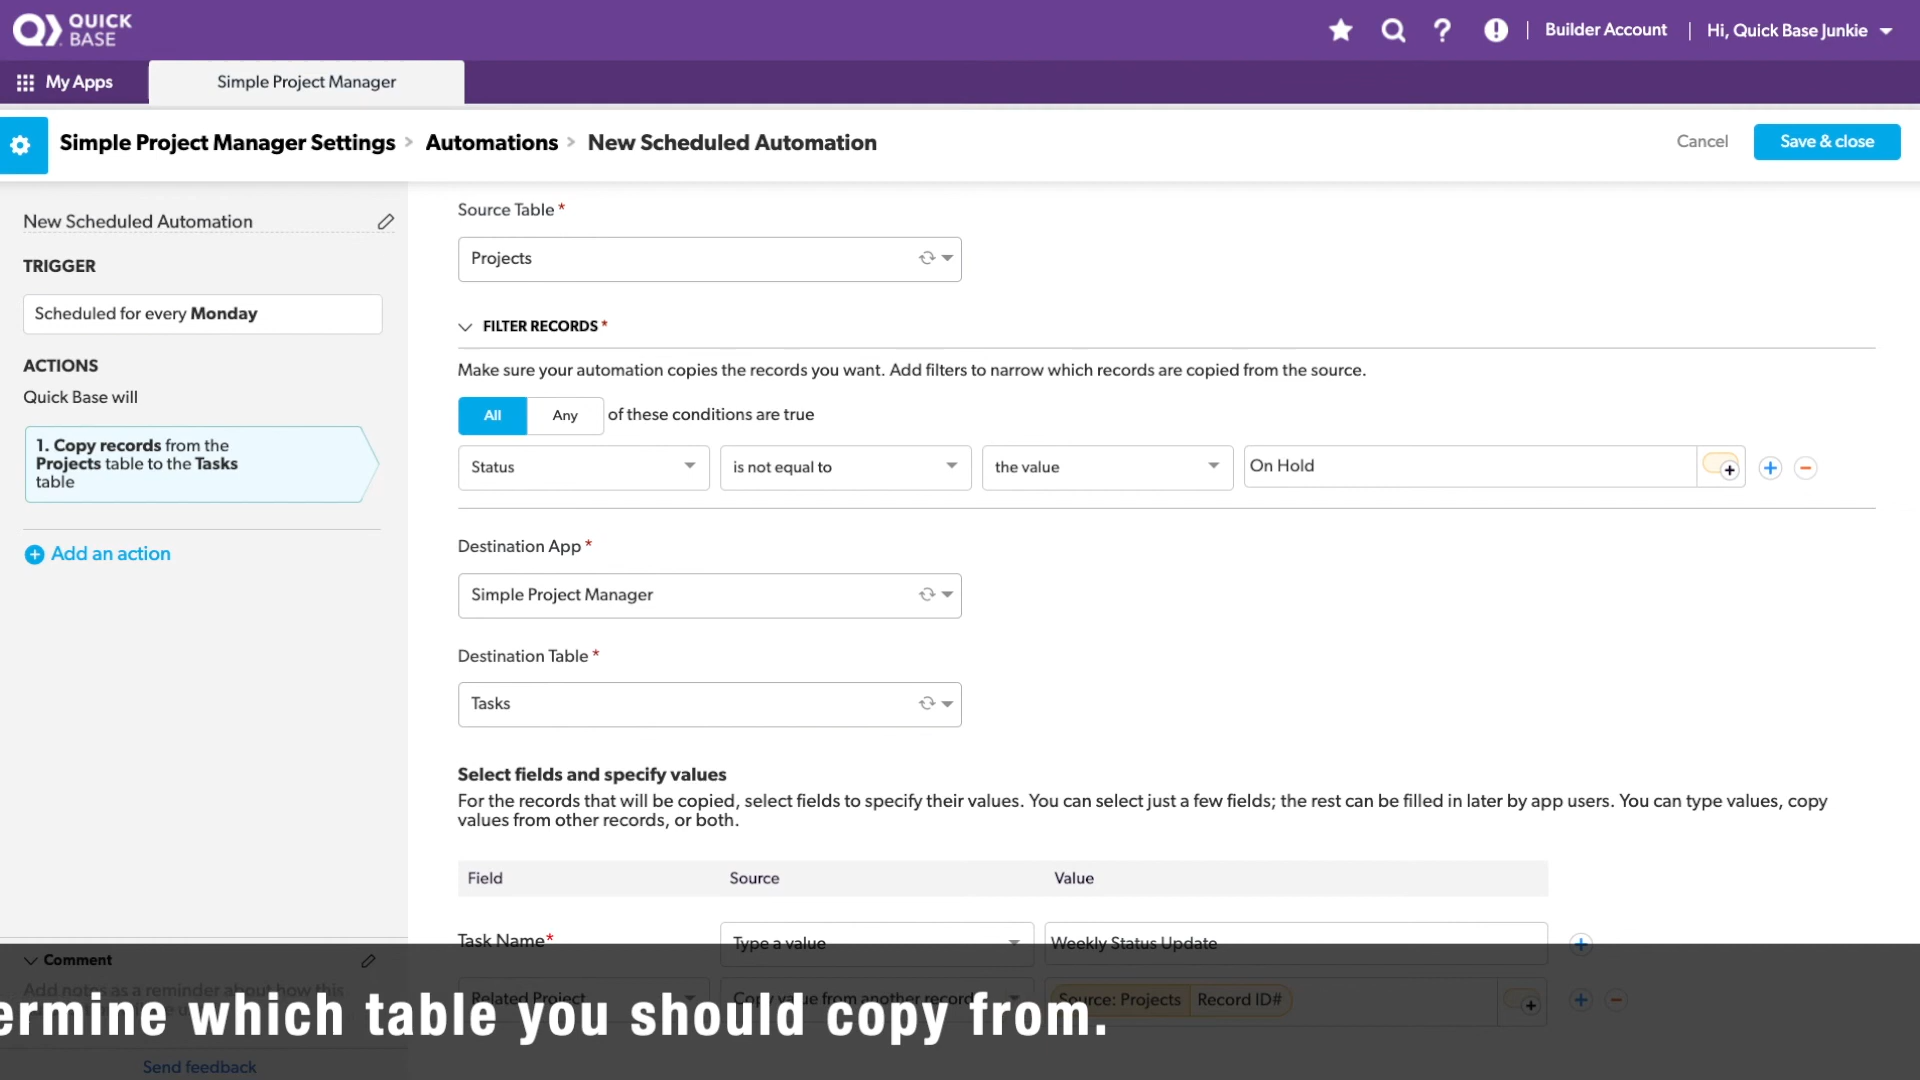 QUICK
BASE
Builder Account
Hi, Quick Base Junkie
My Apps
Simple Project Manager
Simple Project Manager Settings > Automations > New Scheduled Automation
Cancel
Save & close
New Scheduled Automation
TRIGGER
Scheduled for every Monday
ACTIONS
Quick Base will
1. Copy records from the
Projects table to the Tasks
table
Add an action
Source Table *
Projects
FILTER RECORDS *
Make sure your automation copies the records you want. Add filters to narrow which records are copied from the source.
All Any of these conditions are true
Status is not equal to the value On Hold
Destination App *
Simple Project Manager
Destination Table *
Tasks
Select fields and specify values
For the records that will be copied, select fields to specify their values. You can select just a few fields; the rest can be filled in later by app users. You can type values, copy
values from other records, or both.
Field Source Value
Task Name* Type a value Weekly Status Update
Related Project Copy value from another record Source: Projects Record ID#
Comment
Add notes as a reminder about how this
ermine which table you should copy from.
Send feedback